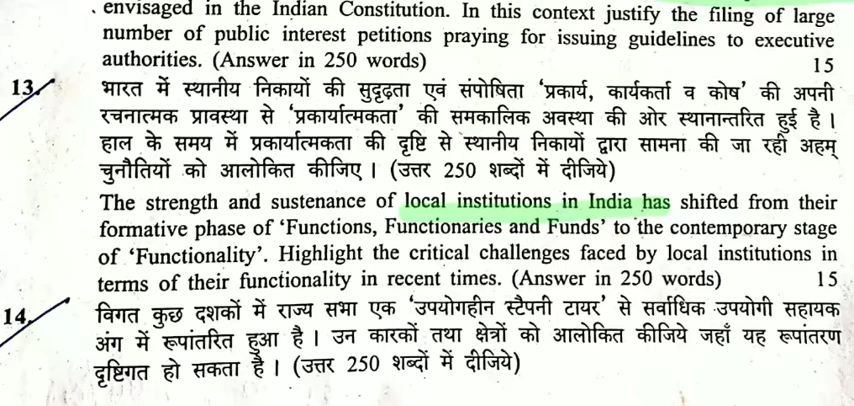 envisaged in the Indian Constitution. In this context justify the filing of large
number of public interest petitions praying for issuing guidelines to executive
authorities. (Answer in 250 words) 15
13. भारत में स्थानीय निकायों की सुदृढ़ता एवं संपोषिता ‘प्रकार्य, कार्यकर्ता व कोष’ की अपनी
रचनात्मक प्रावस्था से ‘प्रकार्यात्मकता’ की समकालिक अवस्था की ओर स्थानान्तरित हुई है।
हाल के समय में प्रकार्यात्मकता की दृष्टि से स्थानीय निकायों द्वारा सामना की जा रही अहम्
चुनौतियों को आलोकित कीजिए। (उत्तर 250 शब्दों में दीजिये)
The strength and sustenance of local institutions in India has shifted from their
formative phase of ‘Functions, Functionaries and Funds’ to the contemporary stage
of ‘Functionality’. Highlight the critical challenges faced by local institutions in
terms of their functionality in recent times. (Answer in 250 words) 15
14. विगत कुछ दशकों में राज्य सभा एक ‘उपयोगहीन स्टैपनी टायर’ से सर्वाधिक उपयोगी सहायक
अंग में रूपांतरित हुआ है। उन कारकों तथा क्षेत्रों को आलोकित कीजिये जहाँ यह रूपांतरण
दृष्टिगत हो सकता है। (उत्तर 250 शब्दों में दीजिये)